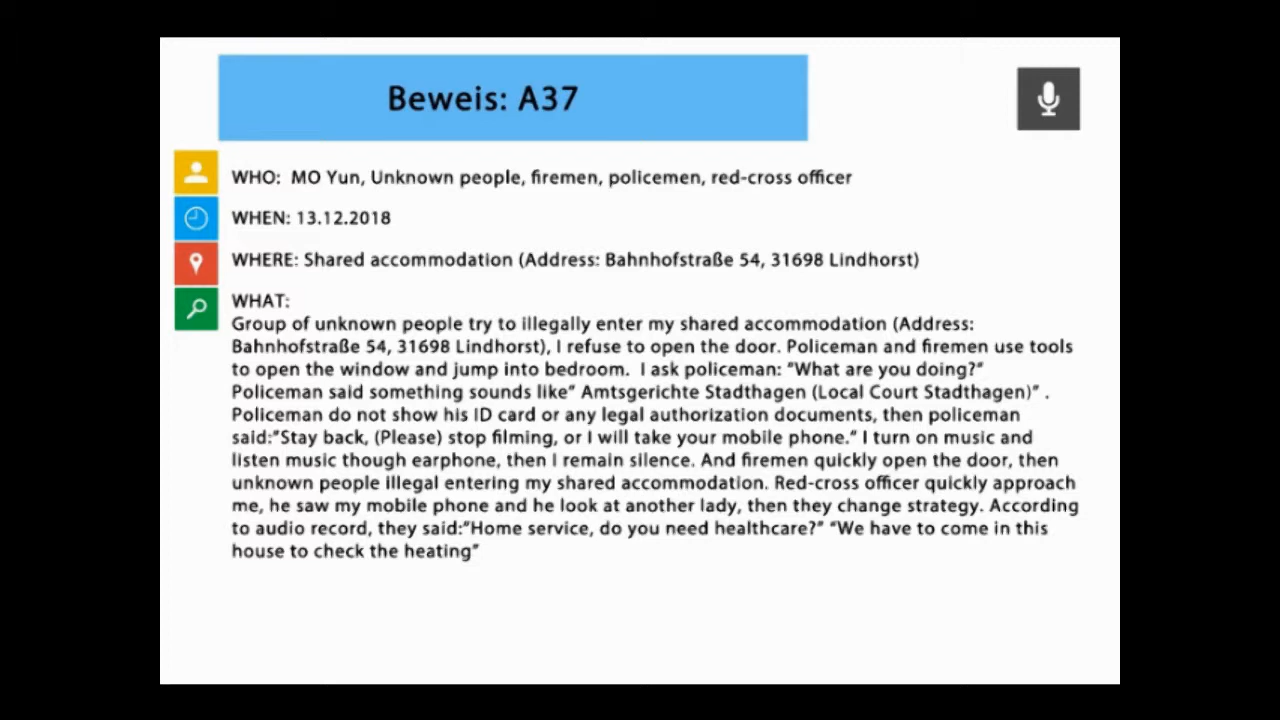 Beweis: A37
WHO:  MO Yun, Unknown people, firemen, policemen, red-cross officer
WHEN: 13.12.2018
WHERE: Shared accommodation (Address: Bahnhofstraße 54, 31698 Lindhorst)
WHAT:
Group of unknown people try to illegally enter my shared accommodation (Address:
Bahnhofstraße 54, 31698 Lindhorst), I refuse to open the door. Policeman and firemen use tools
to open the window and jump into bedroom.  I ask policeman: “What are you doing?”
Policeman said something sounds like” Amtsgerichte Stadthagen (Local Court Stadthagen)” .
Policeman do not show his ID card or any legal authorization documents, then policeman
said:”Stay back, (Please) stop filming, or I will take your mobile phone.” I turn on music and
listen music though earphone, then I remain silence. And firemen quickly open the door, then
unknown people illegal entering my shared accommodation. Red-cross officer quickly approach
me, he saw my mobile phone and he look at another lady, then they change strategy. According
to audio record, they said:”Home service, do you need healthcare?” “We have to come in this
house to check the heating”